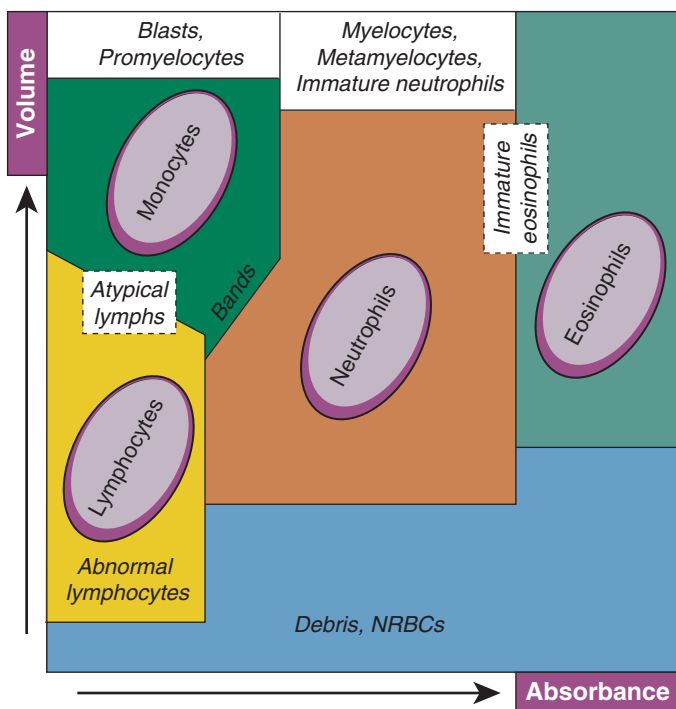 Volume
Blasts,
Promyelocytes
Myelocytes,
Metamyelocytes,
Immature neutrophils
Monocytes
Immature
eosinophils
Atypical
lymphs
Bands
Neutrophils
Eosinophils
Lymphocytes
Abnormal
lymphocytes
Debris, NRBCs
Absorbance